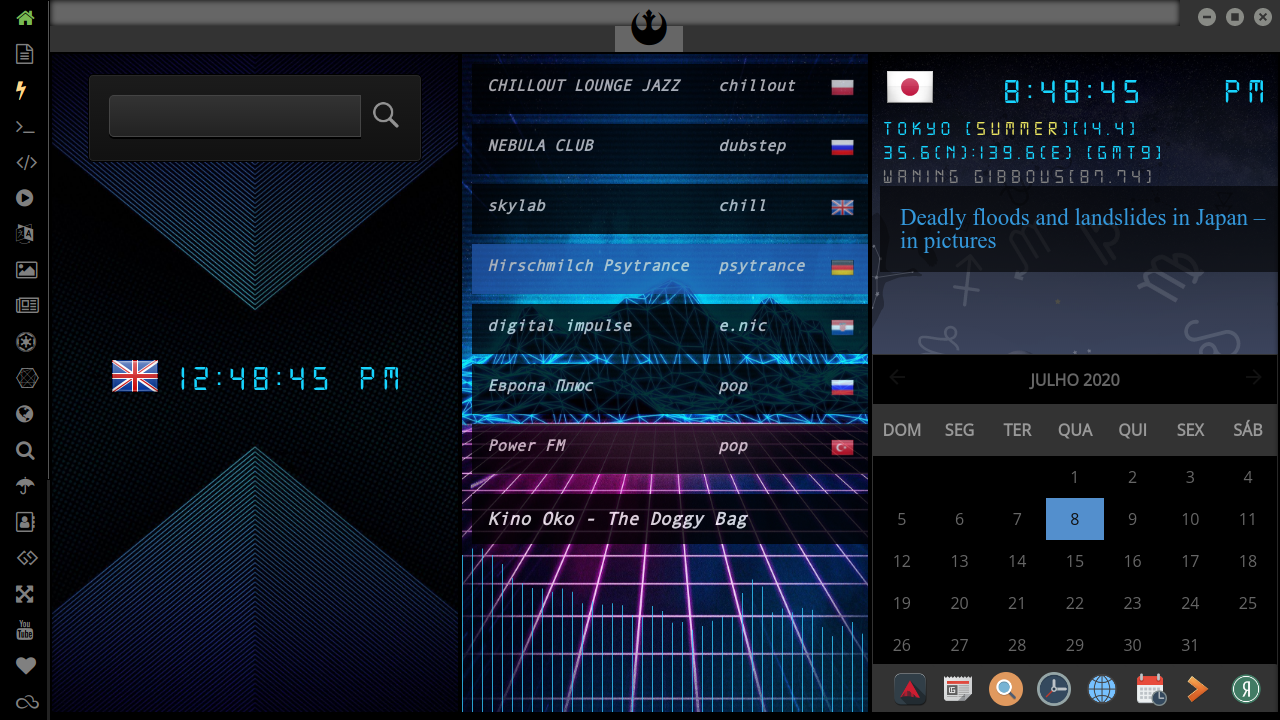 CHILLOUT LOUNGE JAZZ chillout
NEBULA CLUB dubstep
skylab chill
Hirschmilch Psytrance psytrance
digital impulse e.nic
Европа Плюс pop
Power FM pop
Kino Oko - The Doggy Bag
12:48:45 PM
8:48:45 PM
TOKYO [SUMMER][14.4]
35.6(N):139.6(E) [GMT9]
WANING GIBBOUS[87.74]
Deadly floods and landslides in Japan –
in pictures
JULHO 2020
DOM SEG TER QUA QUI SEX SÁB
1 2 3 4
5 6 7 8 9 10 11
12 13 14 15 16 17 18
19 20 21 22 23 24 25
26 27 28 29 30 31
You
Tube
Я